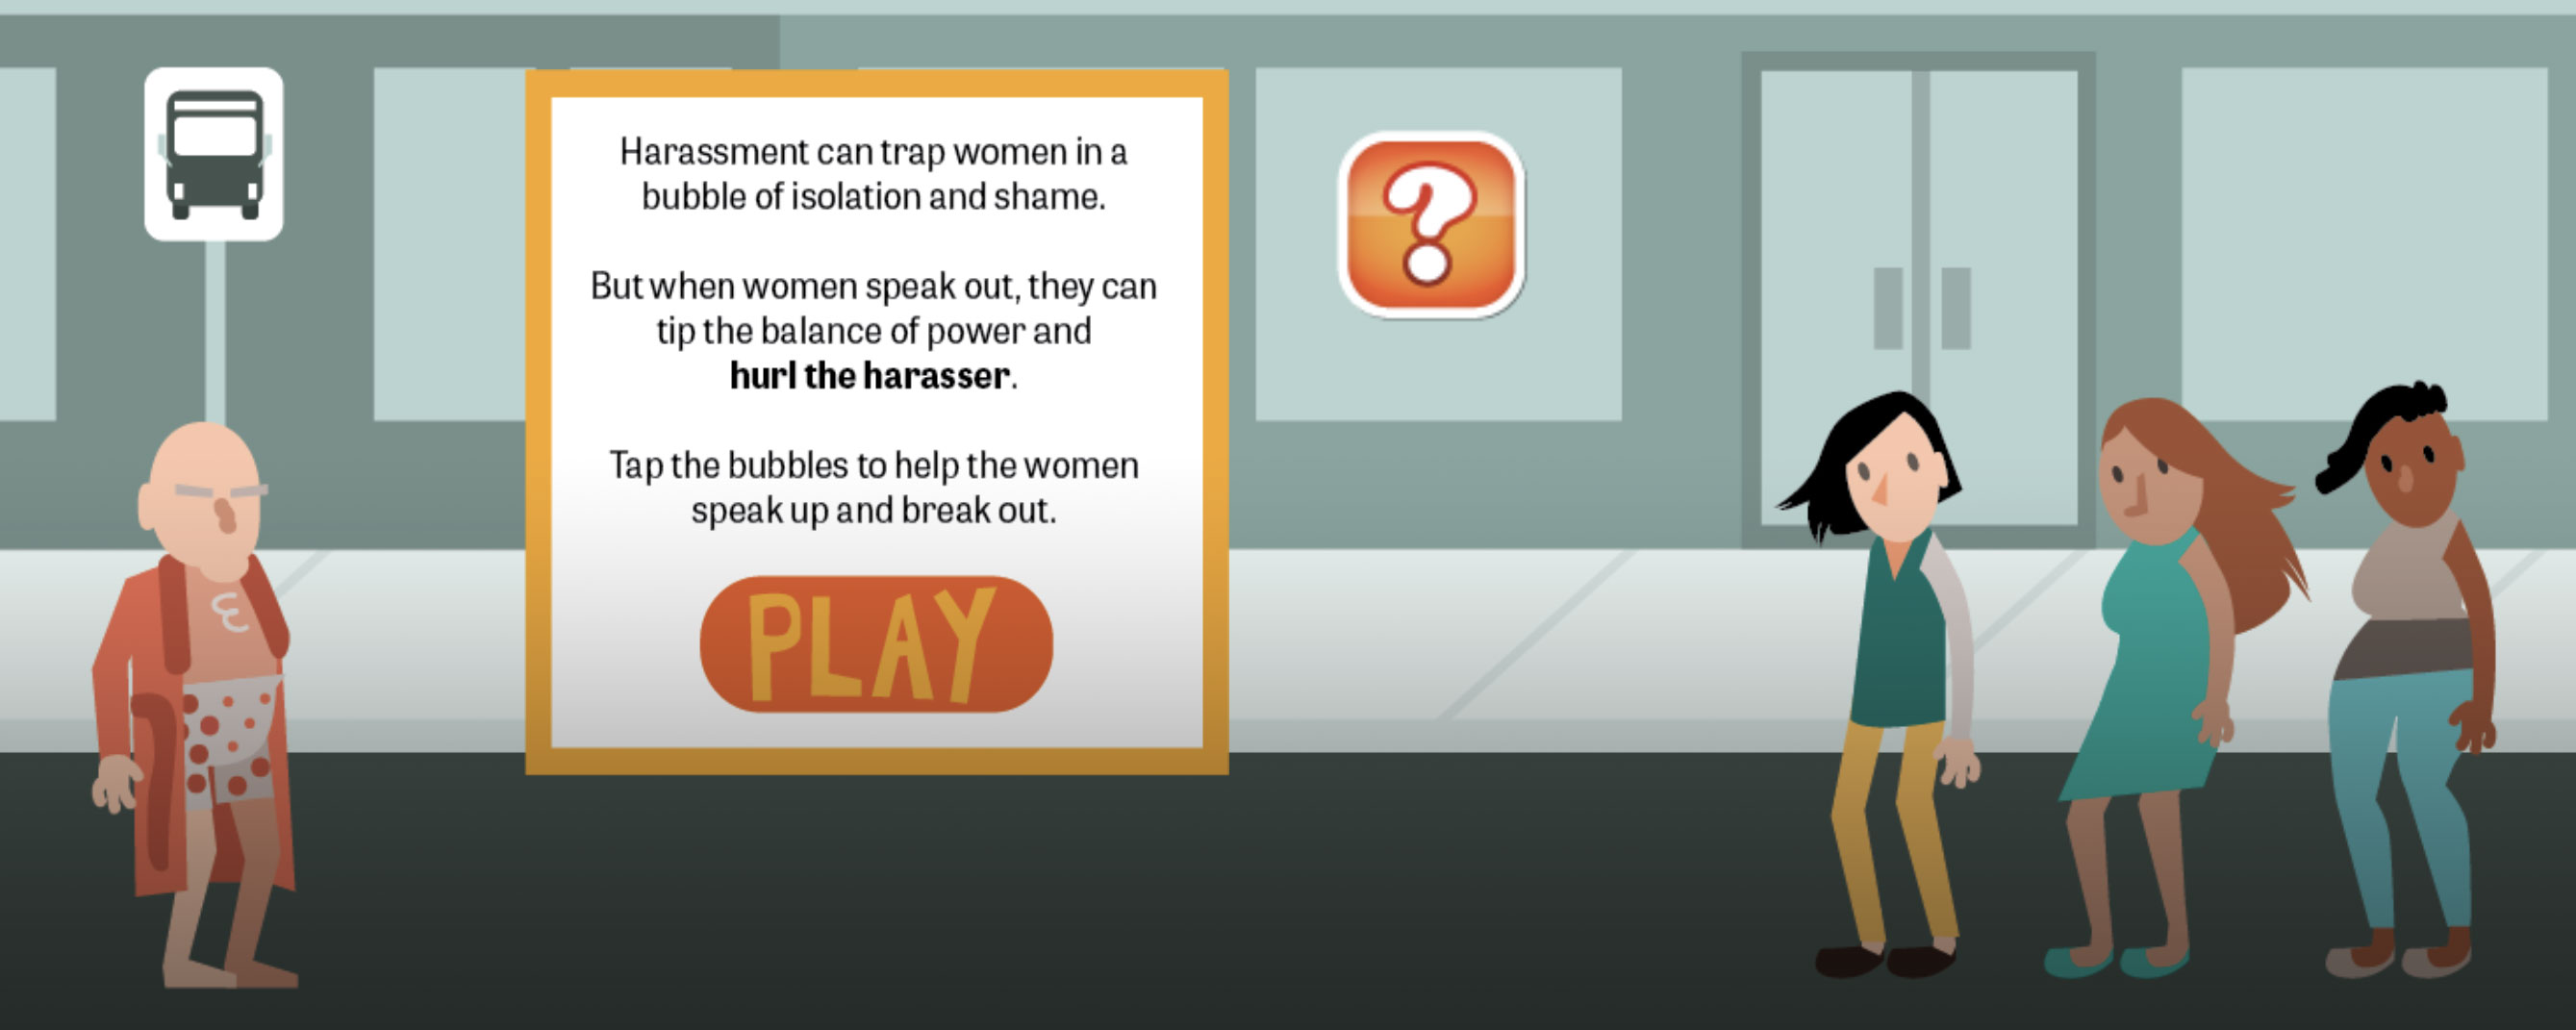 Harassment can trap women in a
bubble of isolation and shame.
But when women speak out, they can
tip the balance of power and
hurl the harasser.
Tap the bubbles to help the women
speak up and break out.
PLAY
?